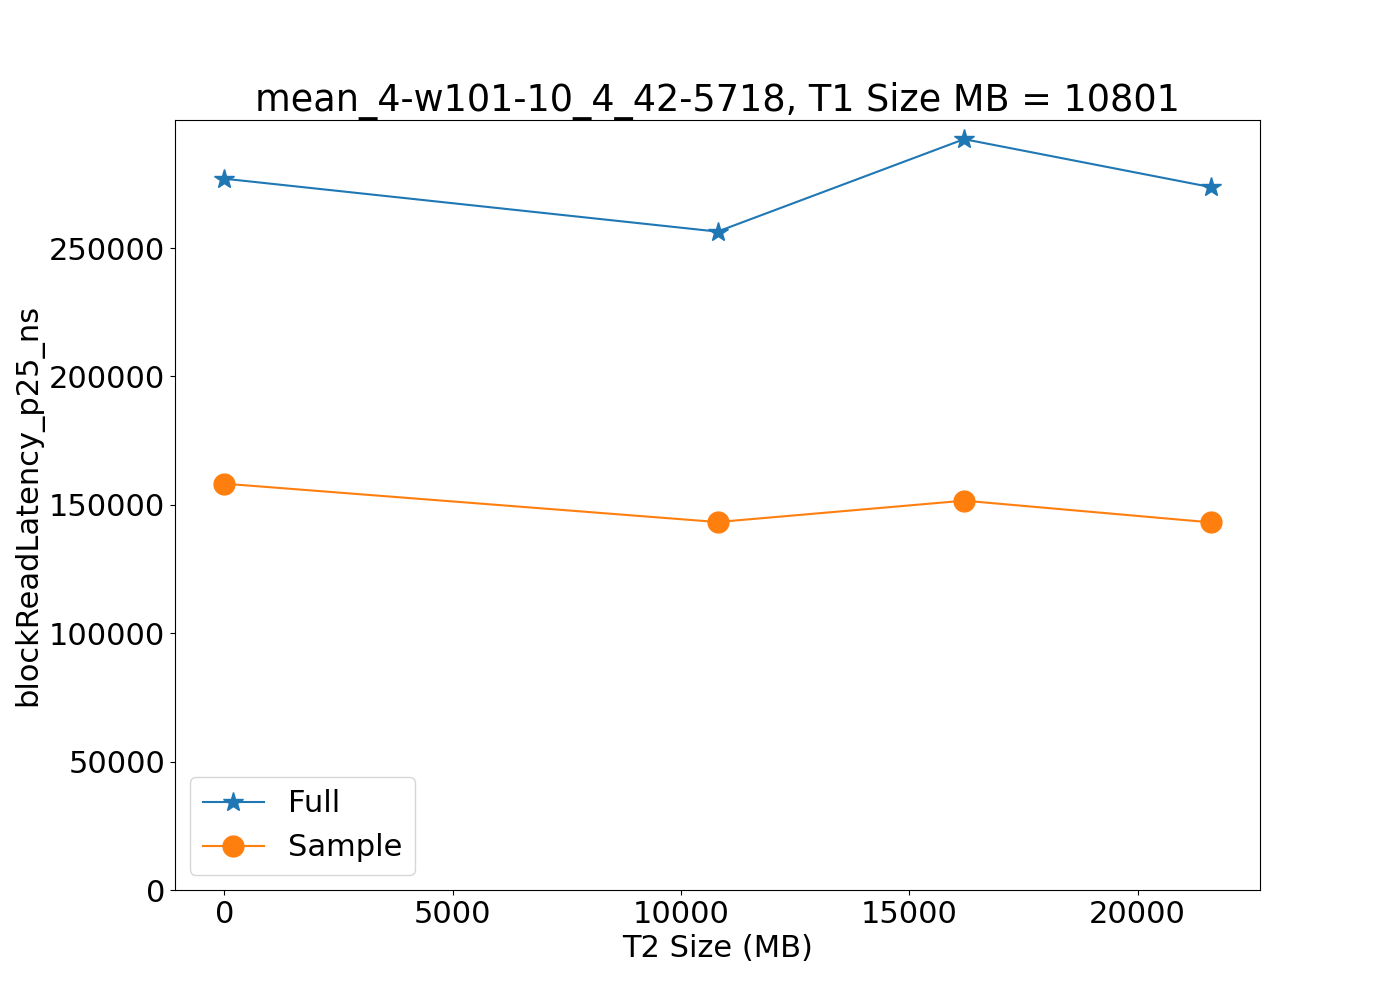 mean_4-w101-10_4_42-5718, T1 Size MB = 10801
blockReadLatency_p25_ns
250000
200000
150000
100000
50000
0
Full
Sample
0 5000 10000 15000 20000
T2 Size (MB)